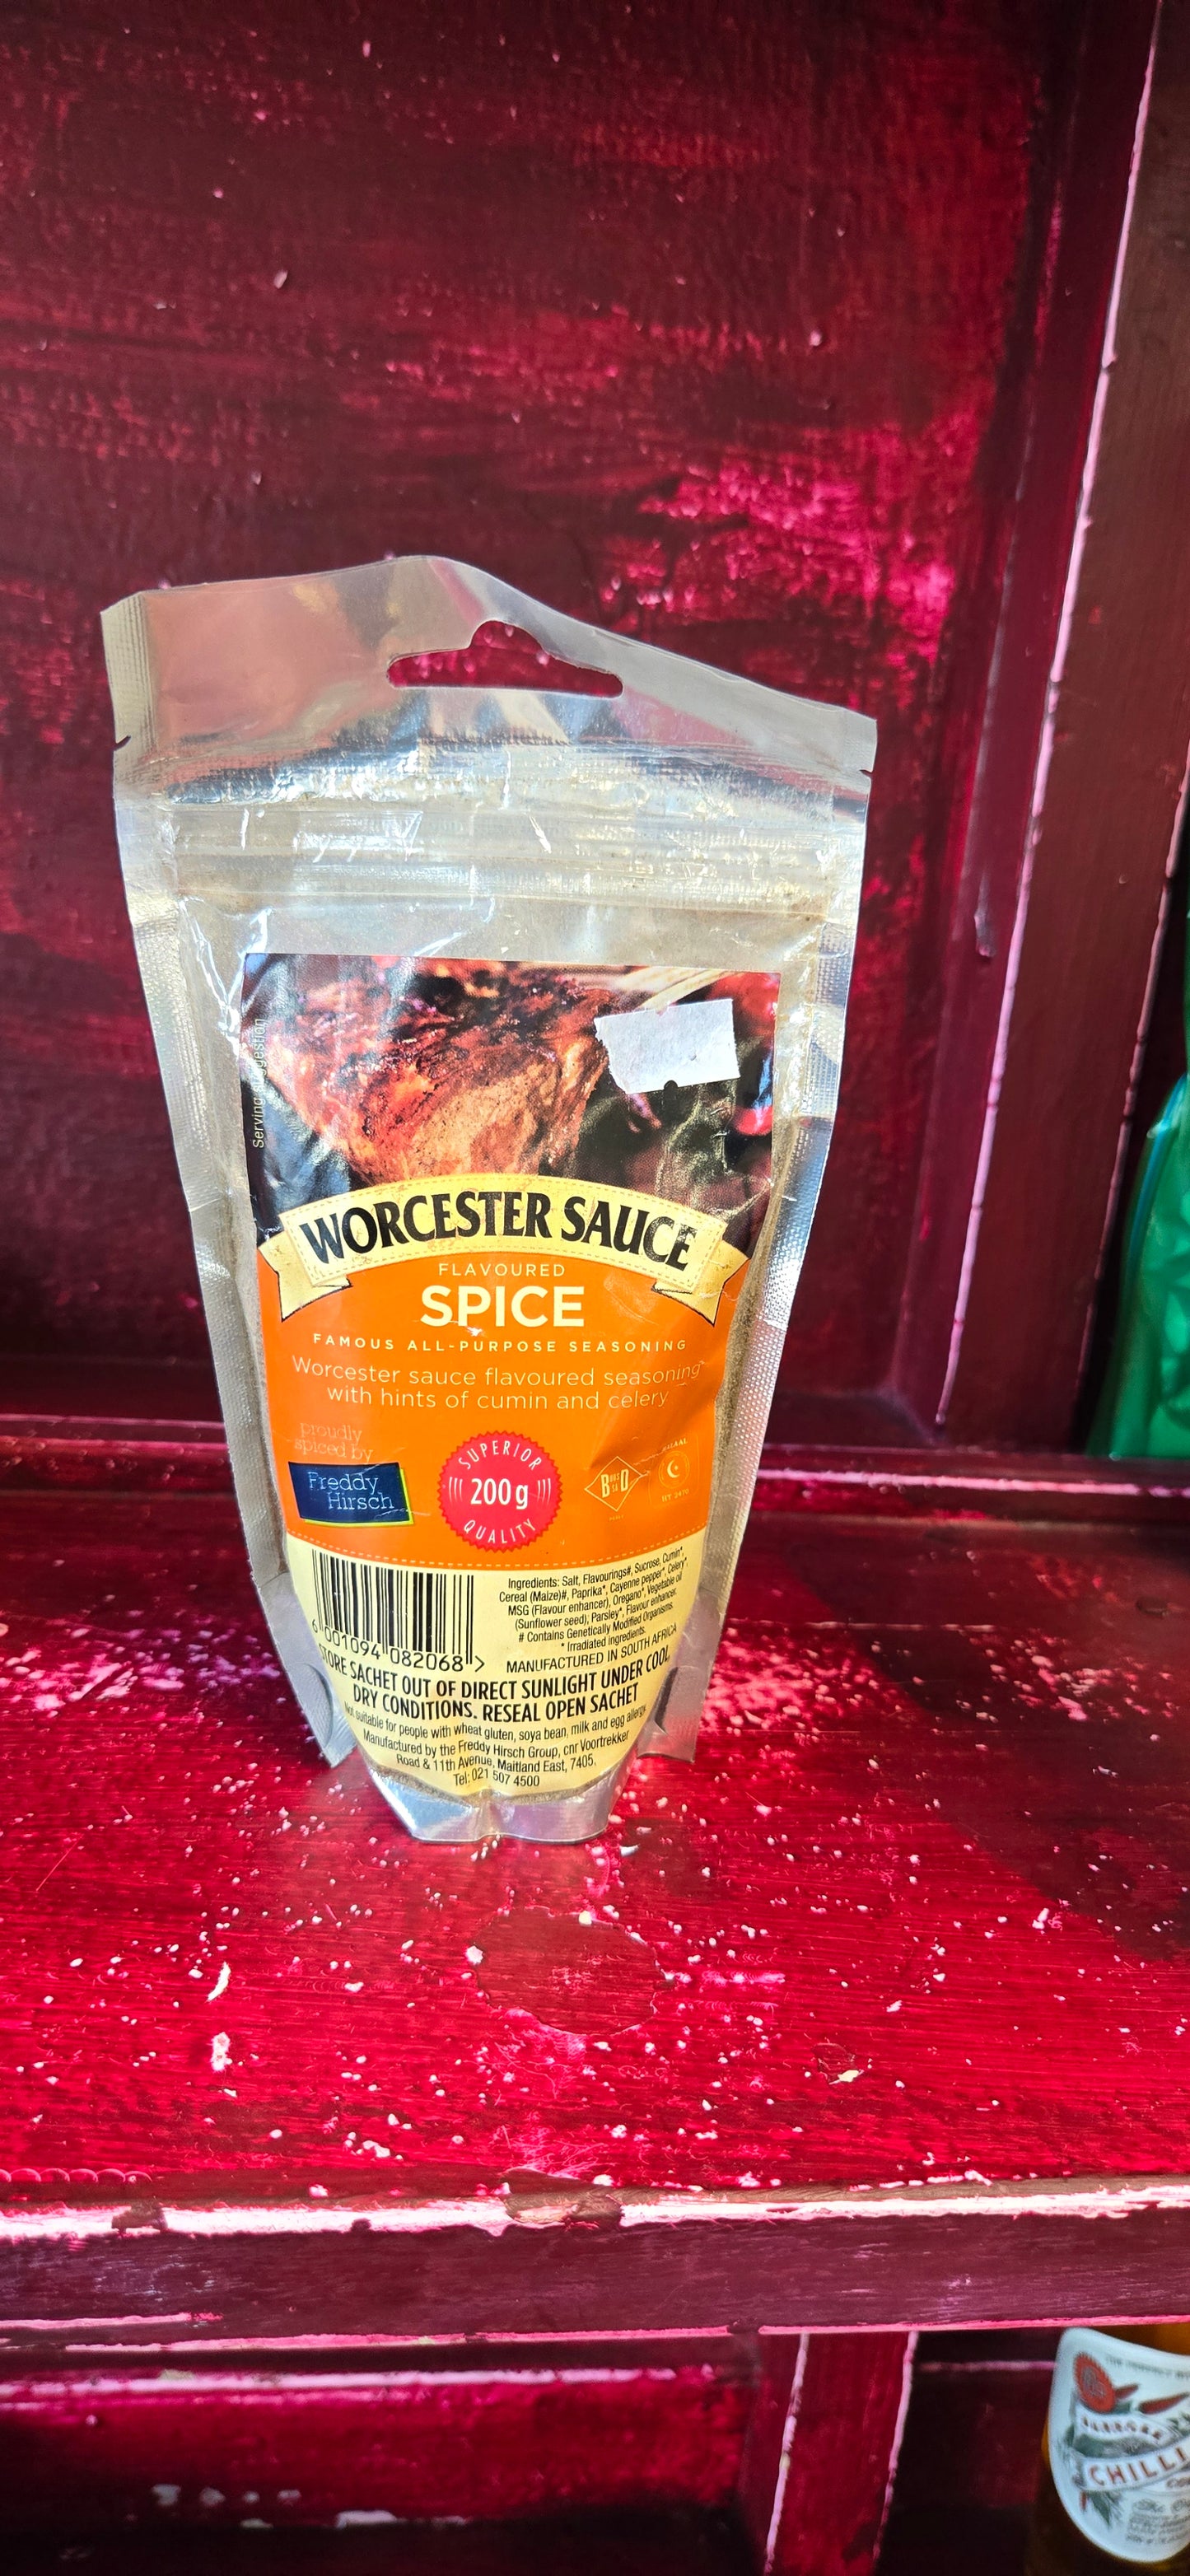 Serving suggestion
WORCESTER SAUCE
FLAVOURED
SPICE
FAMOUS ALL-PURPOSE SEASONING
Worcester sauce flavoured seasoning
with hints of cumin and celery
proudly
spiced by
Freddy
Hirsch
SUPERIOR
200g
QUALITY
HALAAL
Ingredients: Salt, Flavourings#, Sucrose, Cumin*,
Cereal (Maize)#, Paprika*, Cayenne pepper*, Celery*,
MSG (Flavour enhancer), Oregano*, Vegetable oil
(Sunflower seed), Parsley*, Flavour enhancer.
# Contains Genetically Modified Organisms.
* Irradiated ingredients.
MANUFACTURED IN SOUTH AFRICA
6 001094 082068 >
STORE SACHET OUT OF DIRECT SUNLIGHT UNDER COOL
DRY CONDITIONS. RESEAL OPEN SACHET
Not suitable for people with wheat gluten, soya bean, milk and egg allergy.
Manufactured by the Freddy Hirsch Group, cnr Voortrekker
Road & 11th Avenue, Maitland East, 7405.
Tel: 021 507 4500
CHILLI